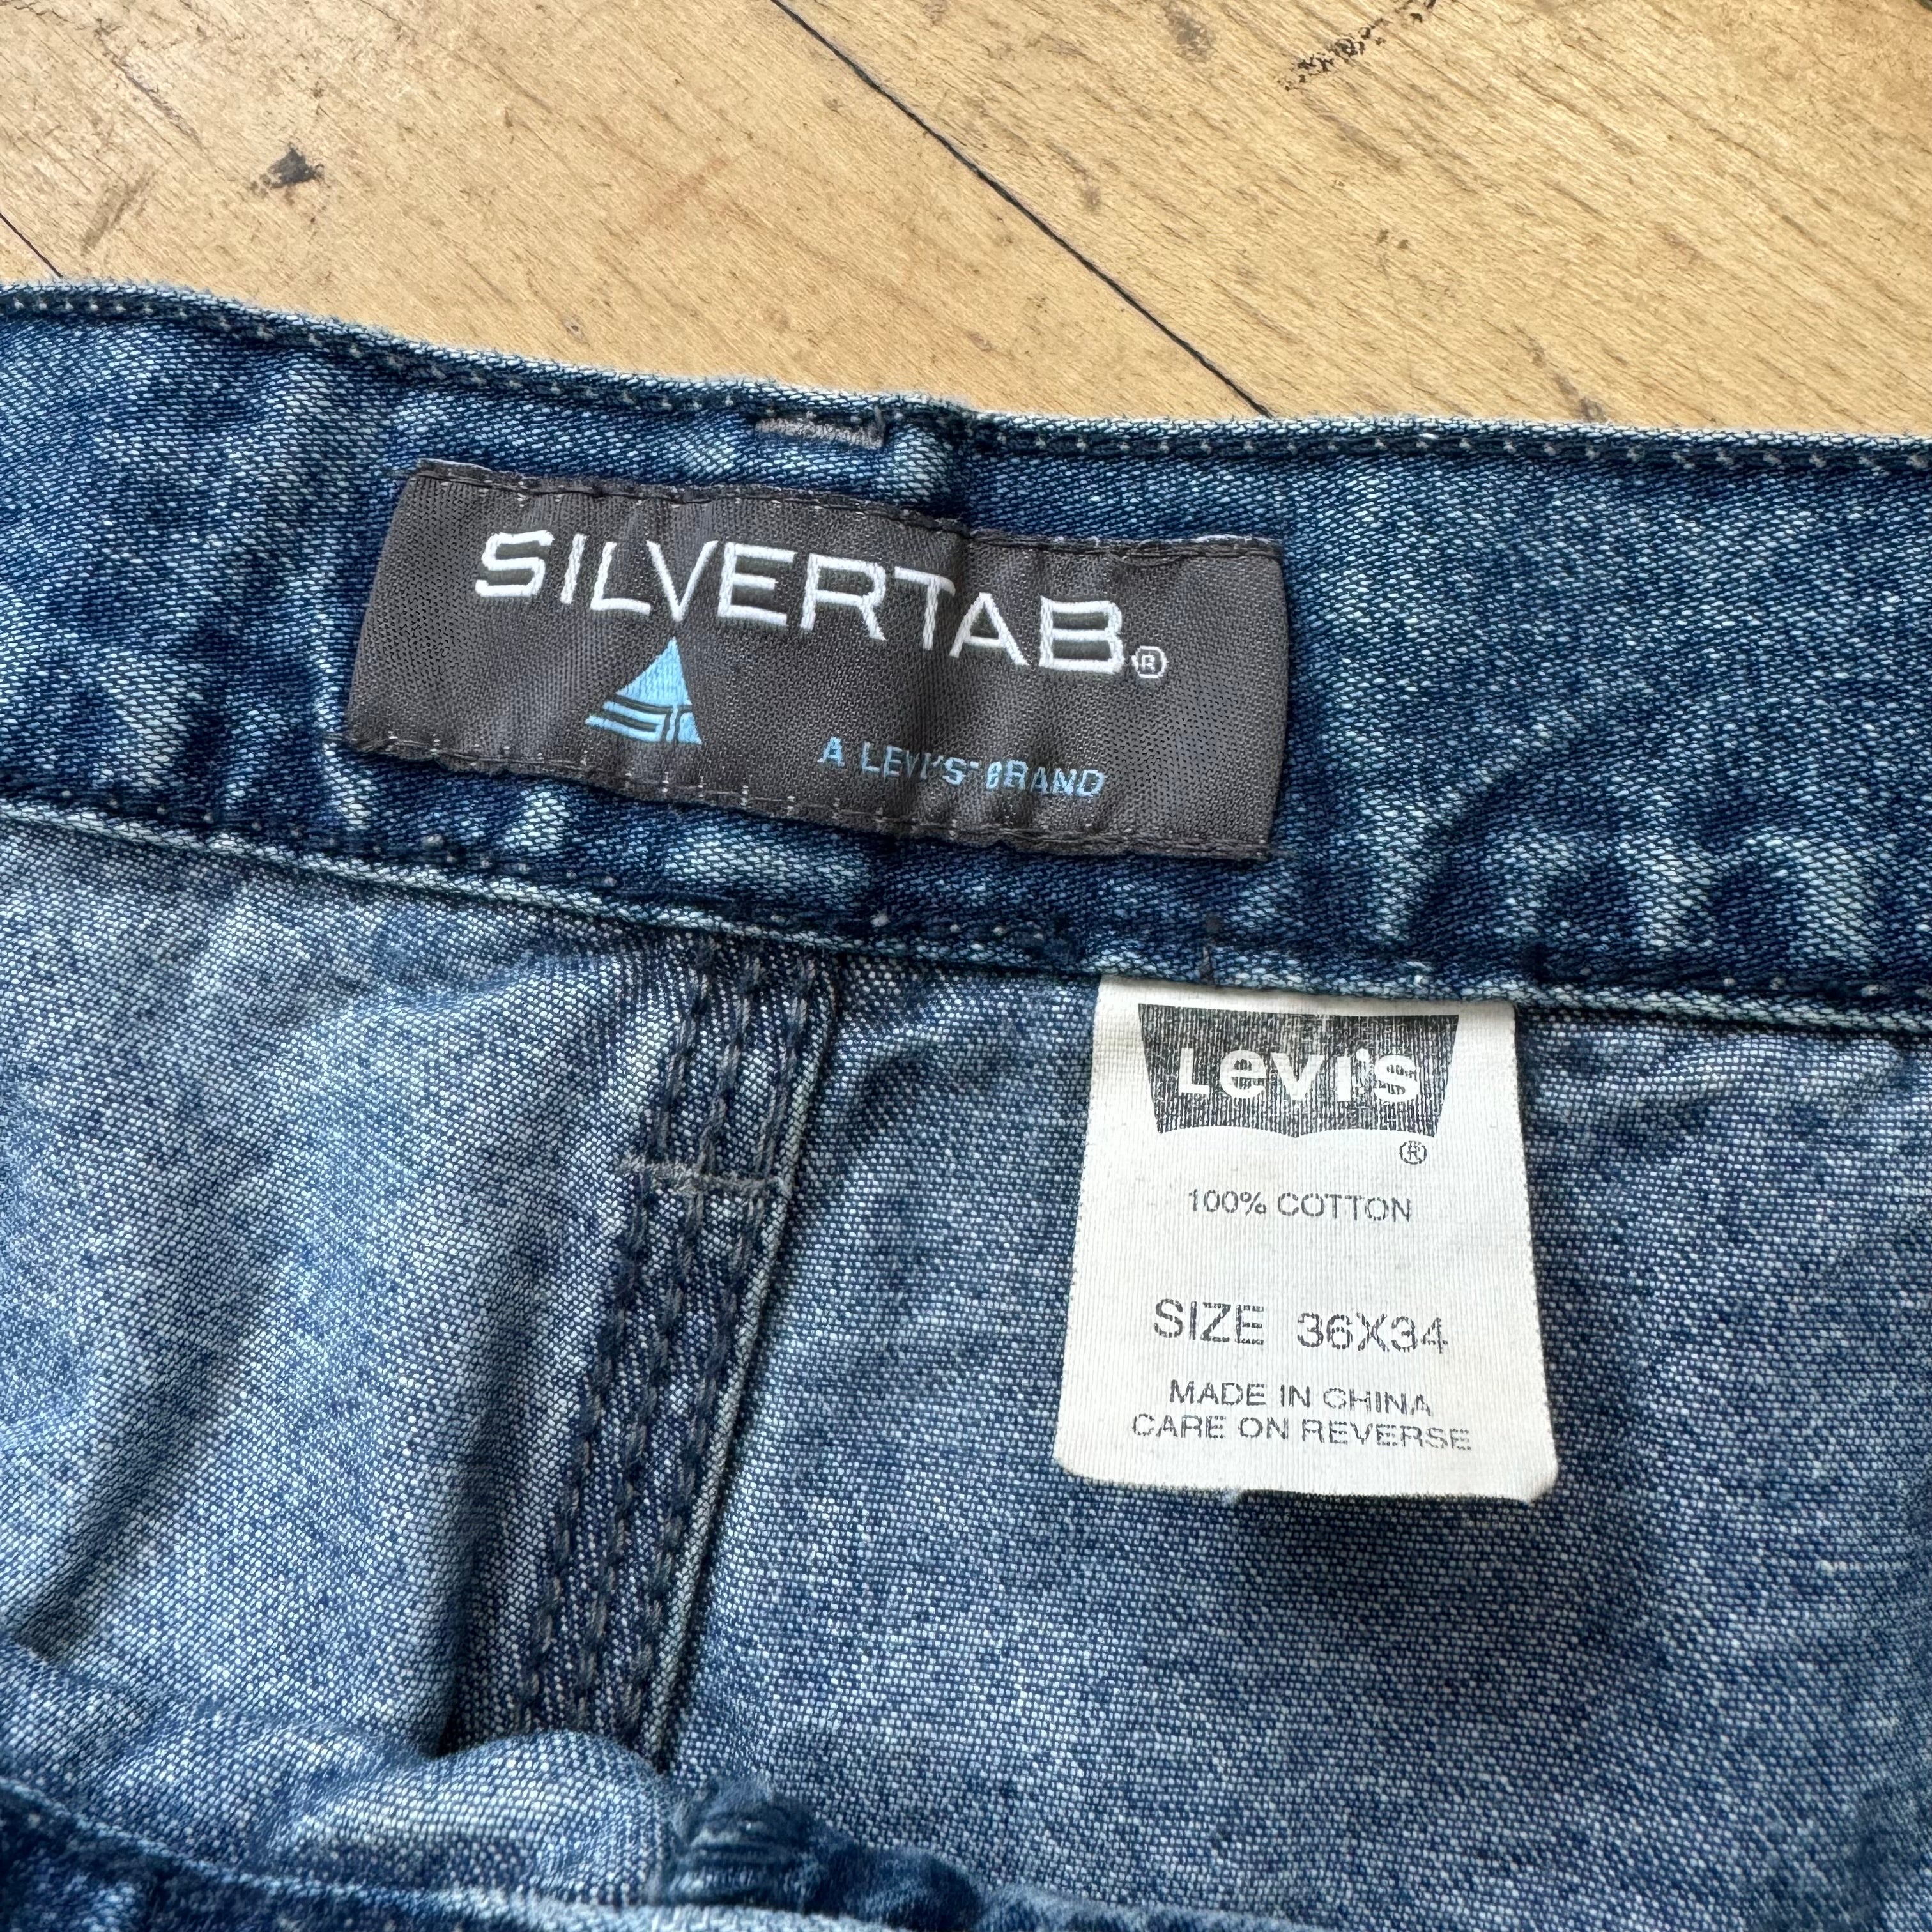 SILVERTAB®
A LEVI'S® BRAND
Levi's
®
100% COTTON
SIZE 36X34
MADE IN CHINA
CARE ON REVERSE